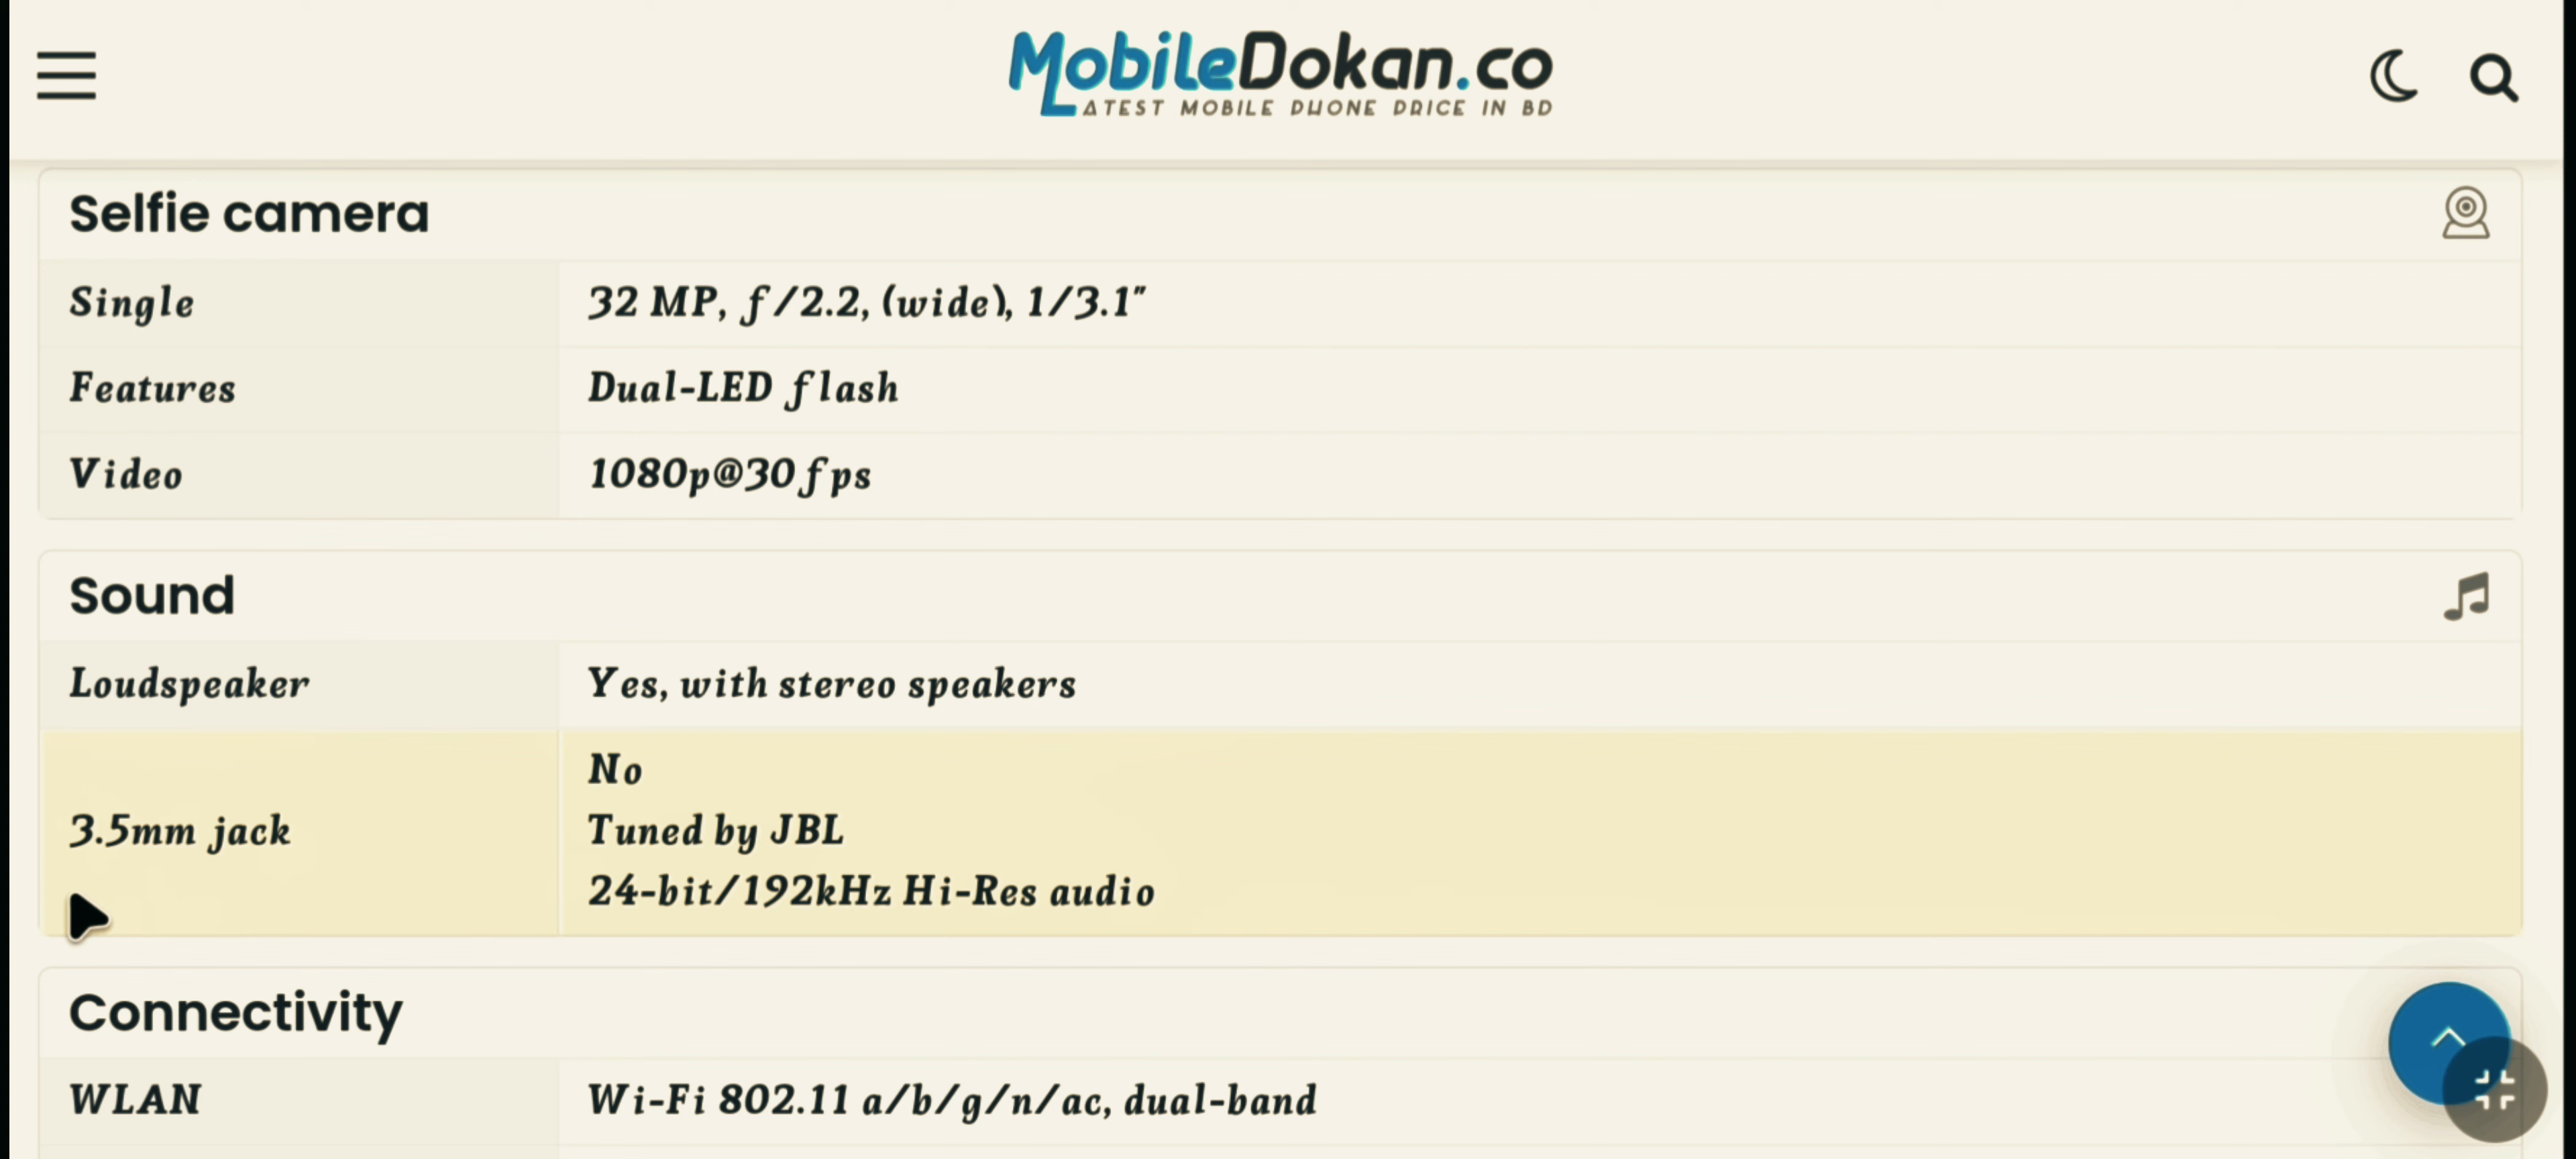 MobileDokan.co
LATEST MOBILE PHONE PRICE IN BD
Selfie camera
Single 32 MP, f/2.2, (wide), 1/3.1"
Features Dual-LED flash
Video 1080p@30fps
Sound
Loudspeaker Yes, with stereo speakers
3.5mm jack No
Tuned by JBL
24-bit/192kHz Hi-Res audio
Connectivity
WLAN Wi-Fi 802.11 a/b/g/n/ac, dual-band